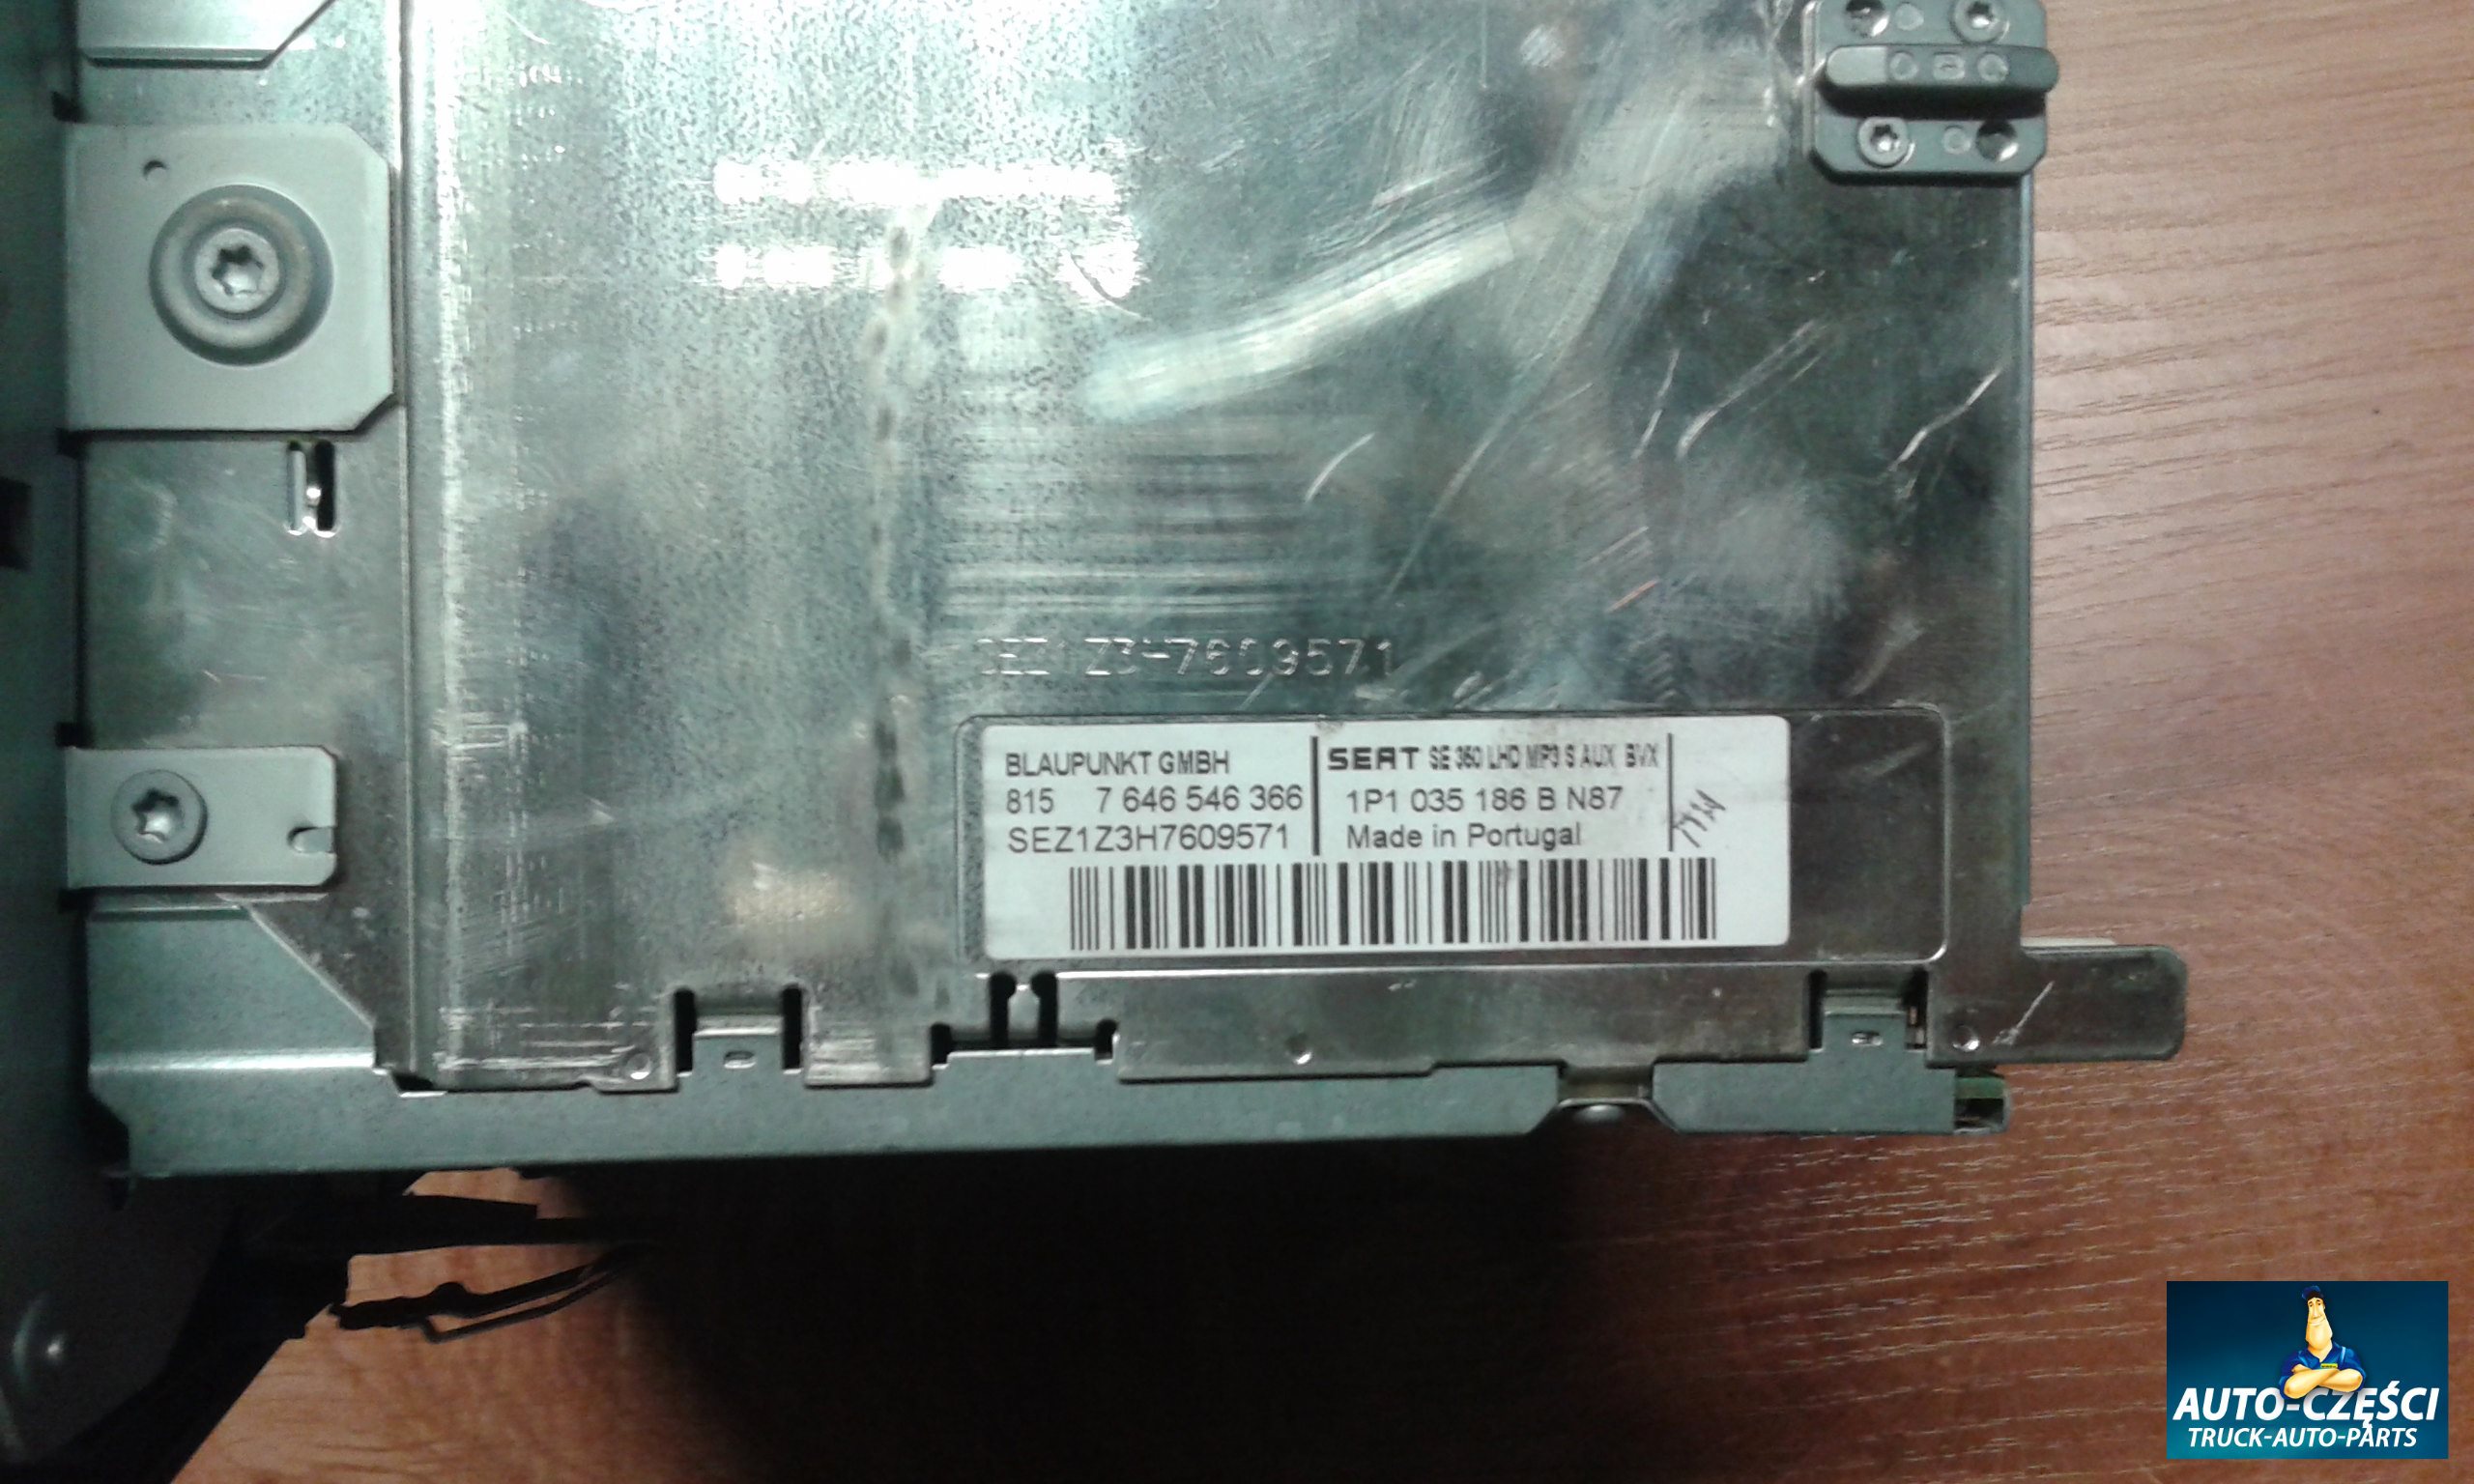 SEZ1Z3H7609571
BLAUPUNKT GMBH
815 7 646 546 366
SEZ1Z3H7609571
SEAT SE 360 LHD MP3 S AUX BVX
1P1 035 186 B N87
Made in Portugal
AUTO-CZĘŚCI
TRUCK-AUTO-PARTS